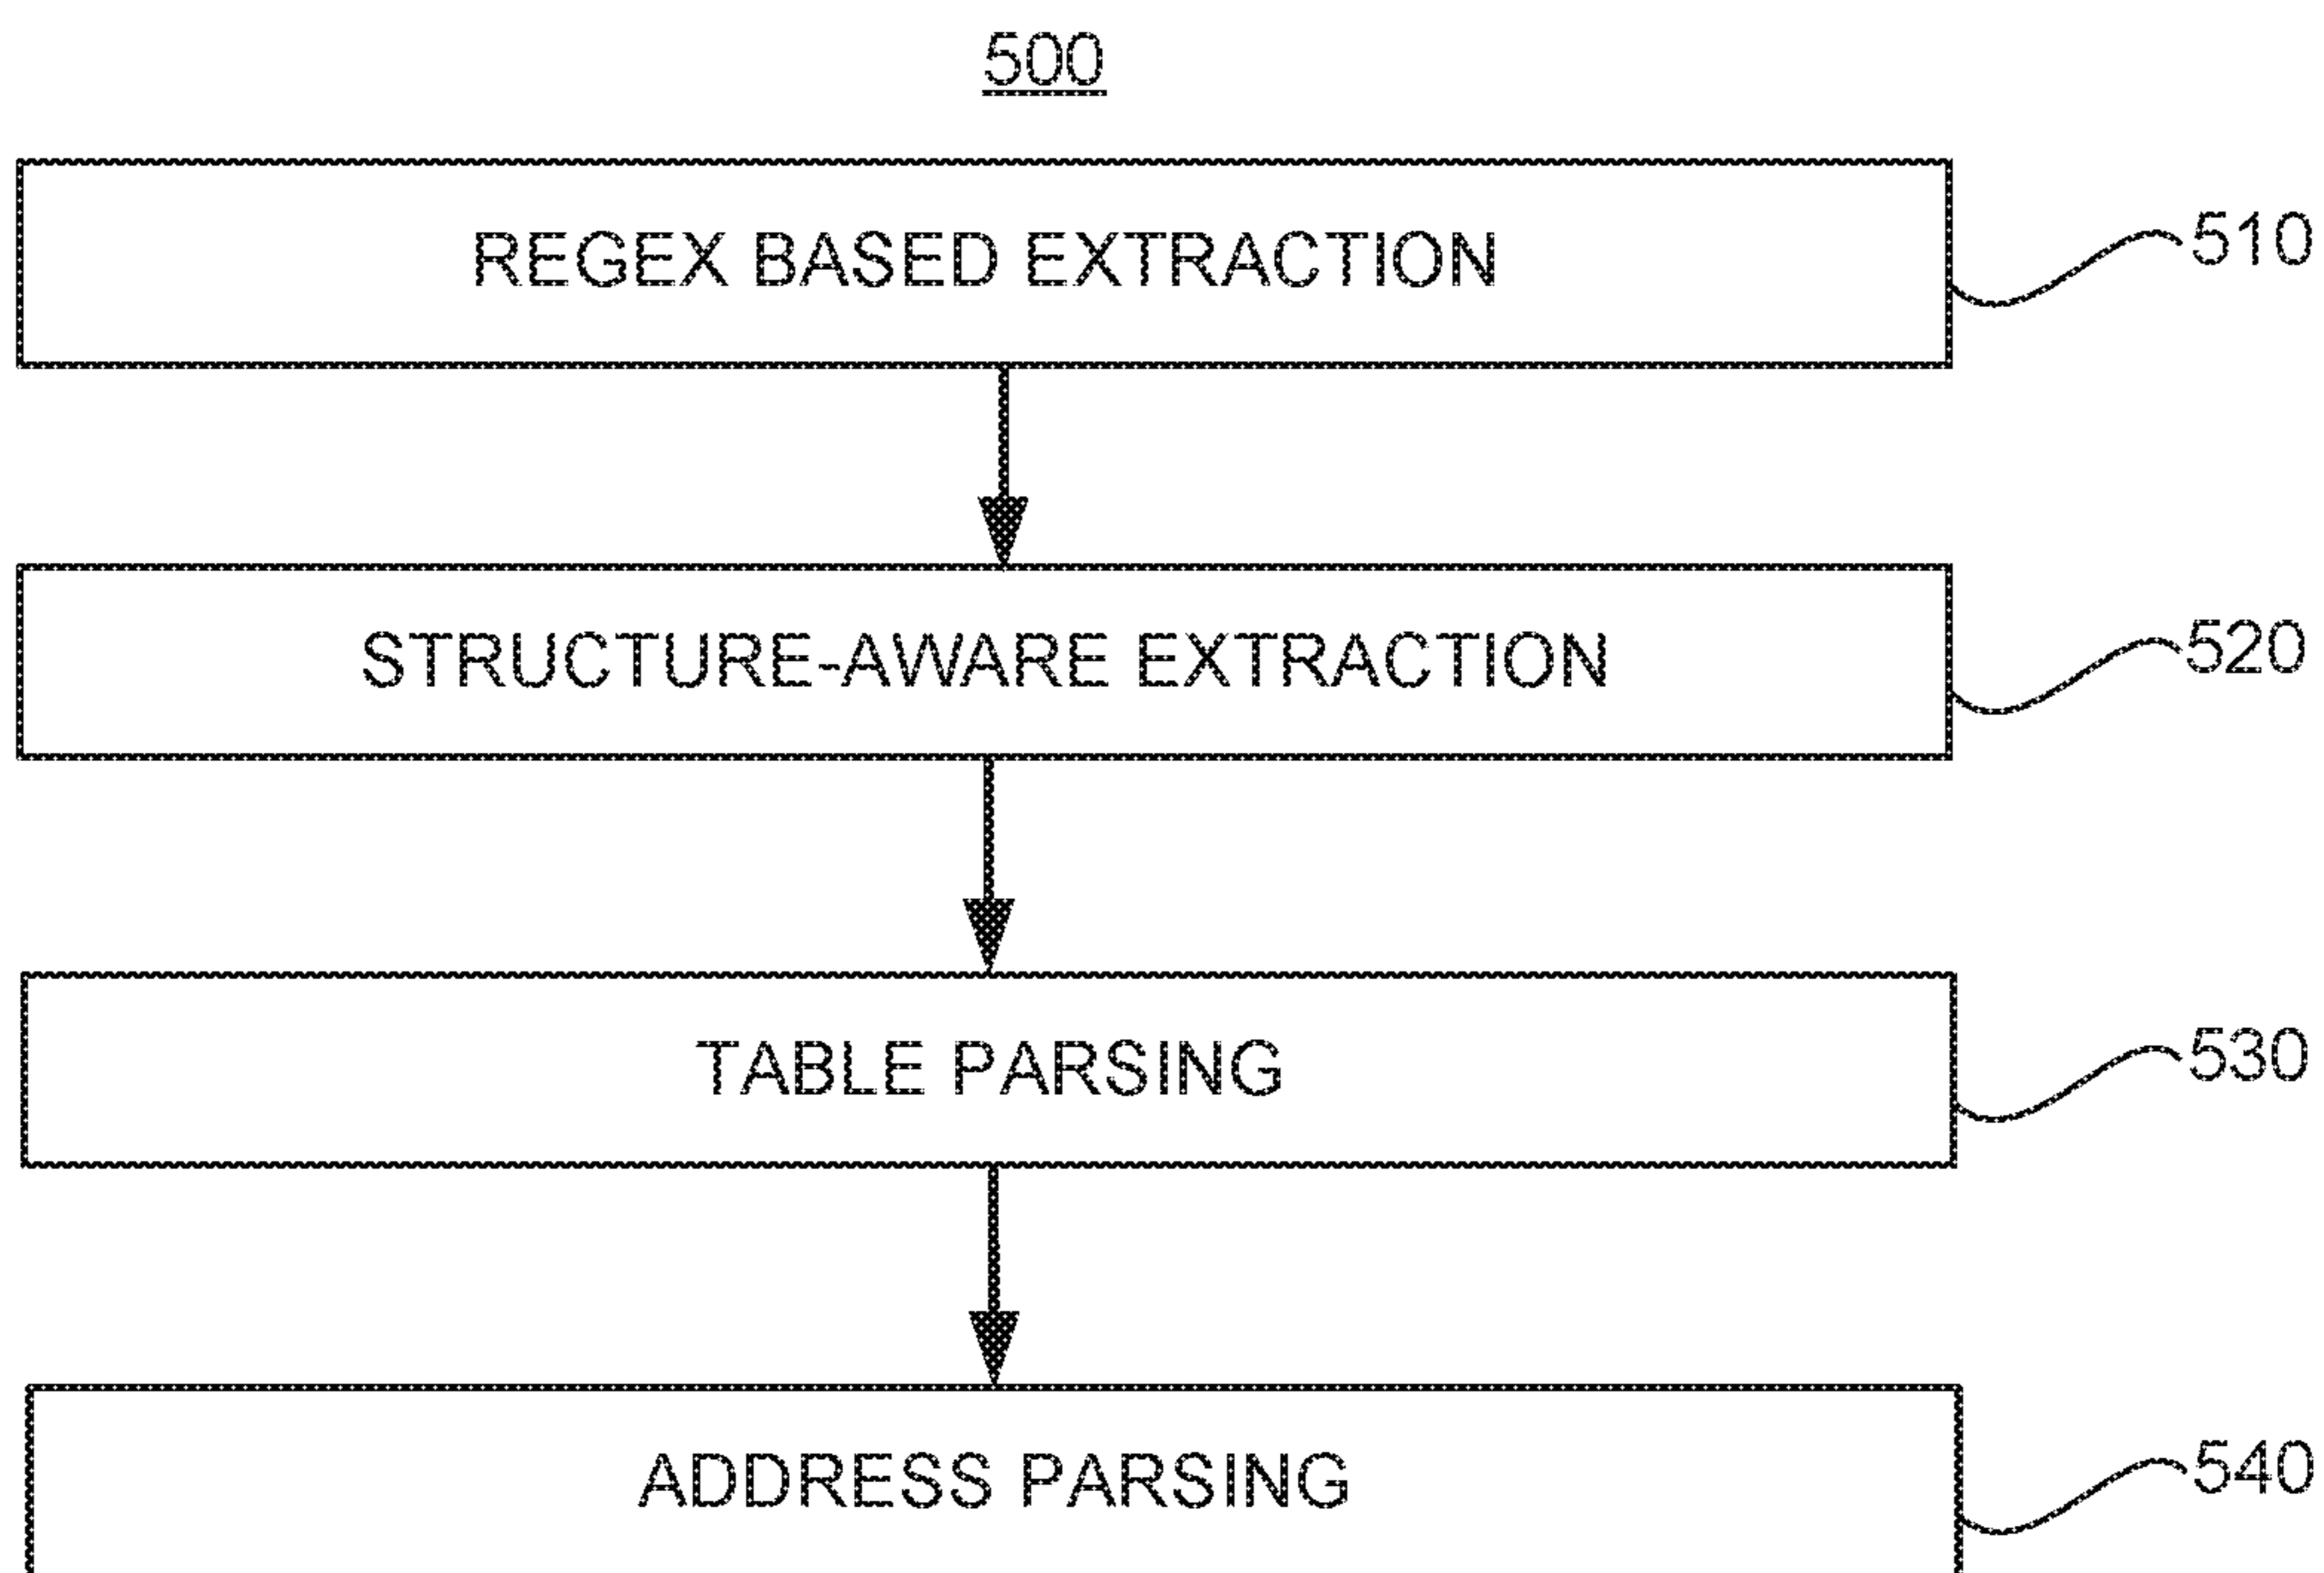 500
REGEX BASED EXTRACTION
510
STRUCTURE-AWARE EXTRACTION
520
TABLE PARSING
530
ADDRESS PARSING
540